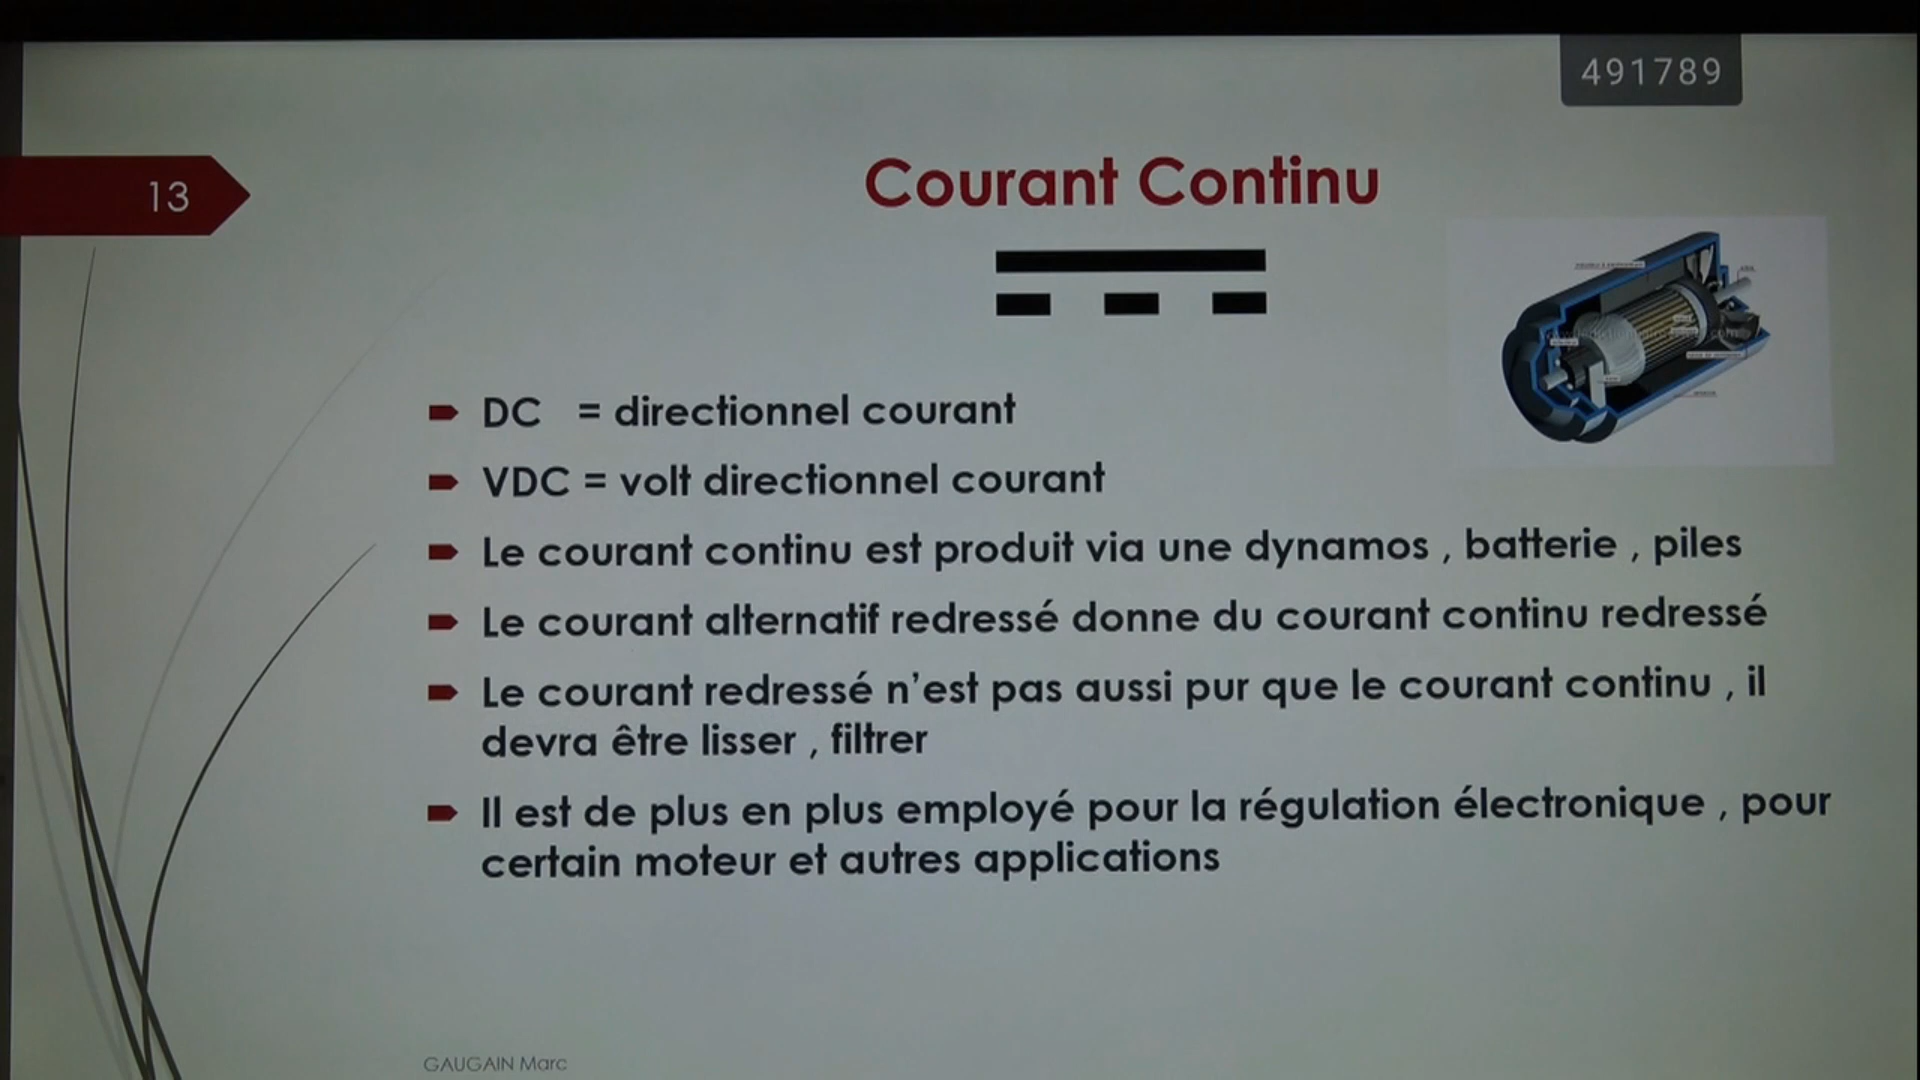 491789
13
Courant Continu
DC = directionnel courant
VDC = volt directionnel courant
Le courant continu est produit via une dynamos , batterie , piles
Le courant alternatif redressé donne du courant continu redressé
Le courant redressé n’est pas aussi pur que le courant continu , il
devra être lisser , filtrer
Il est de plus en plus employé pour la régulation électronique , pour
certain moteur et autres applications
GAUGAIN Marc